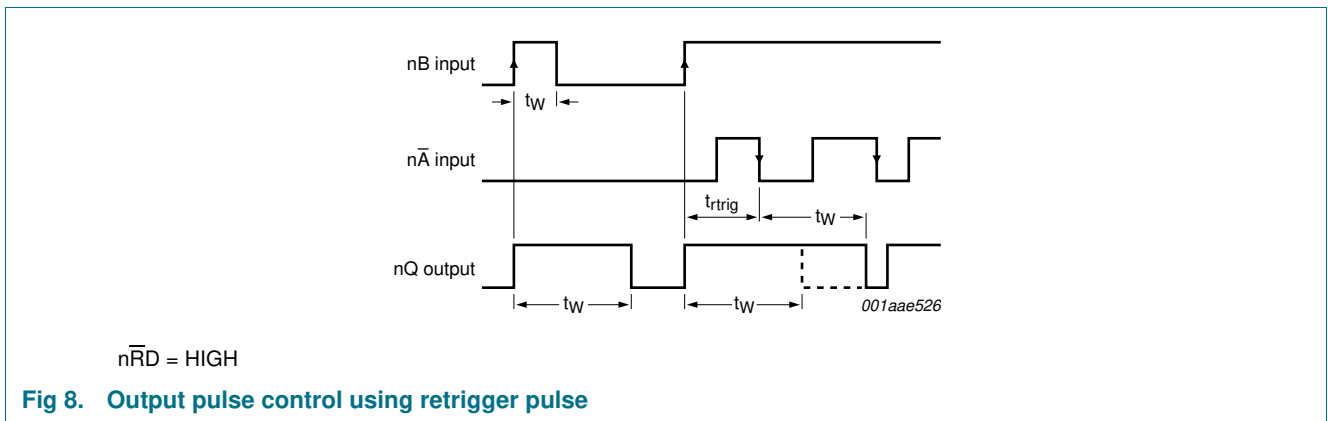 nB input
tW
nA̅ input
trtrig
tW
nQ output
tW
tW
001aae526
nR̅D = HIGH
Fig 8. Output pulse control using retrigger pulse